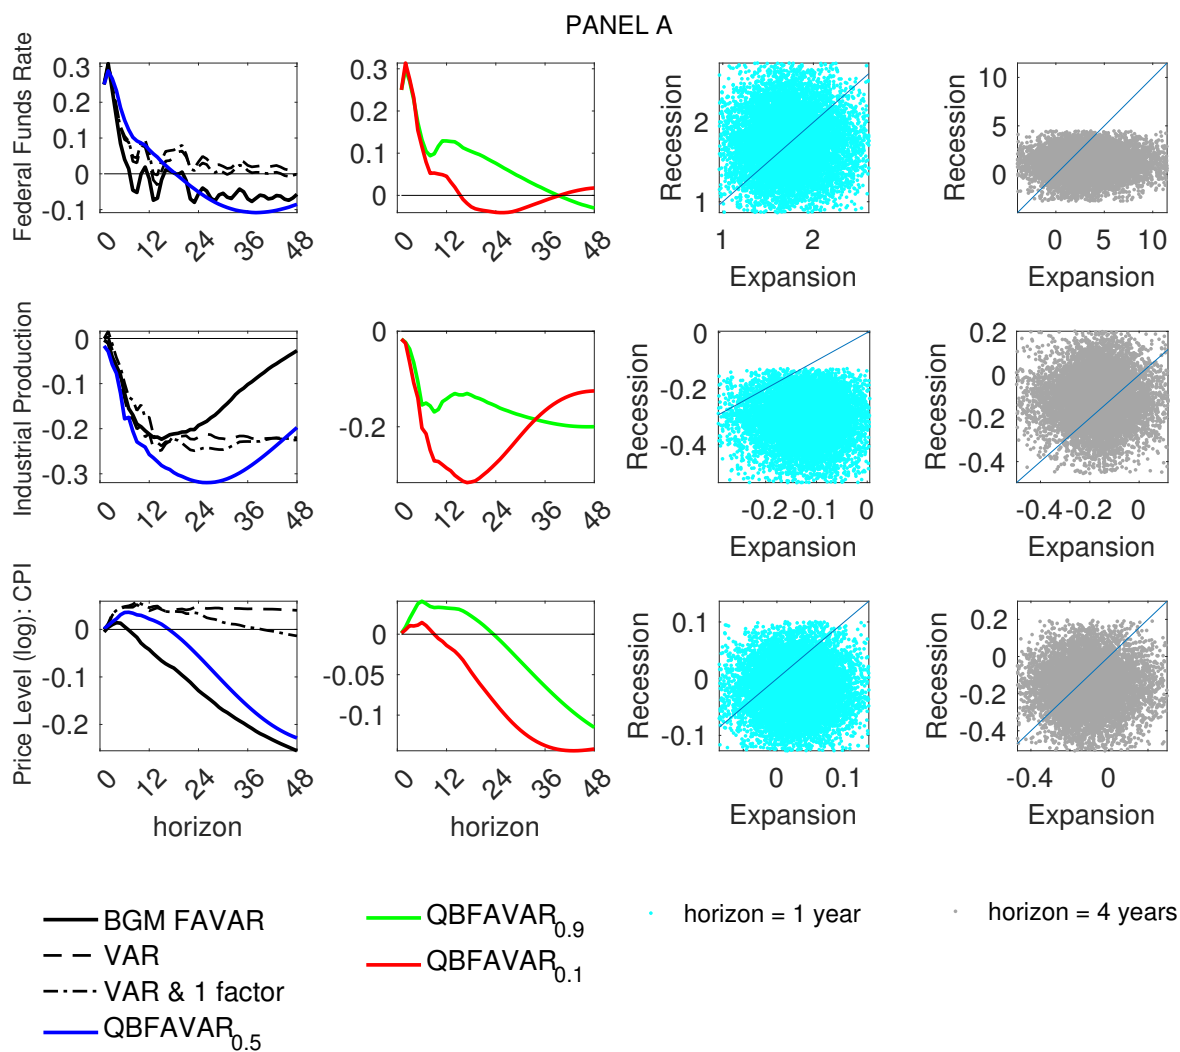 PANEL A
Federal Funds Rate
0.3
0.2
0.1
0
-0.1
0 12 24 36 48
0.3
0.2
0.1
0
0 12 24 36 48
Recession
2
1
1 2
Expansion
Recession
10
5
0
0 5 10
Expansion
Industrial Production
0
-0.1
-0.2
-0.3
0 12 24 36 48
0
-0.2
0 12 24 36 48
Recession
0
-0.2
-0.4
-0.2 -0.1 0
Expansion
Recession
0.2
0
-0.2
-0.4
-0.4 -0.2 0
Expansion
Price Level (log): CPI
0
-0.1
-0.2
0 12 24 36 48
horizon
0
-0.05
-0.1
0 12 24 36 48
horizon
Recession
0.1
0
-0.1
0 0.1
Expansion
Recession
0.2
0
-0.2
-0.4
-0.4 0
Expansion
BGM FAVAR
VAR
VAR & 1 factor
QBFAVAR0.5
QBFAVAR0.9
QBFAVAR0.1
horizon = 1 year
horizon = 4 years